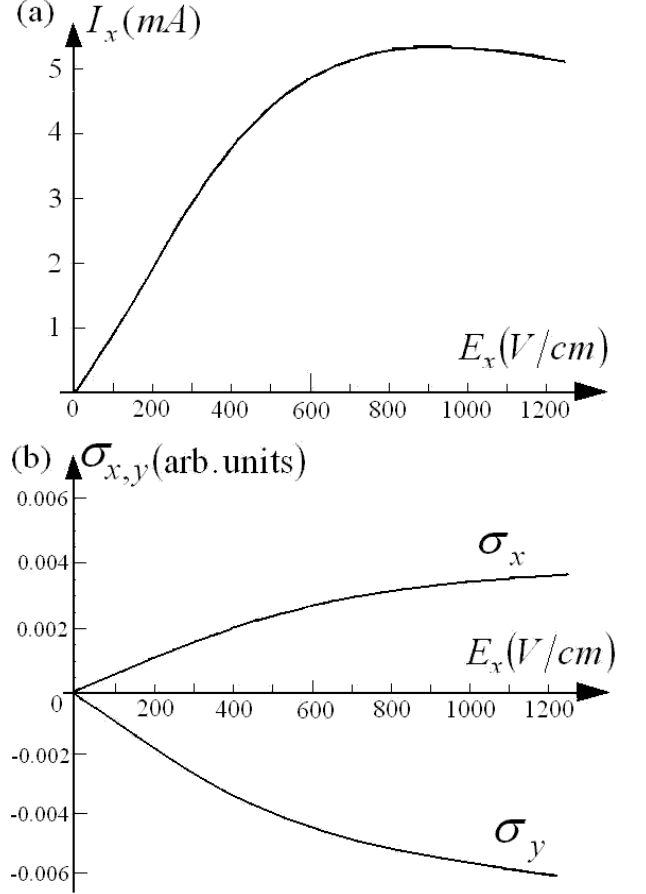 (a) I_x (mA)
5
4
3
2
1
E_x (V/cm)
0 200 400 600 800 1000 1200
(b) σ_{x,y} (arb.units)
0.006
σ_x
0.004
0.002
E_x (V/cm)
0 200 400 600 800 1000 1200
-0.002
-0.004
σ_y
-0.006